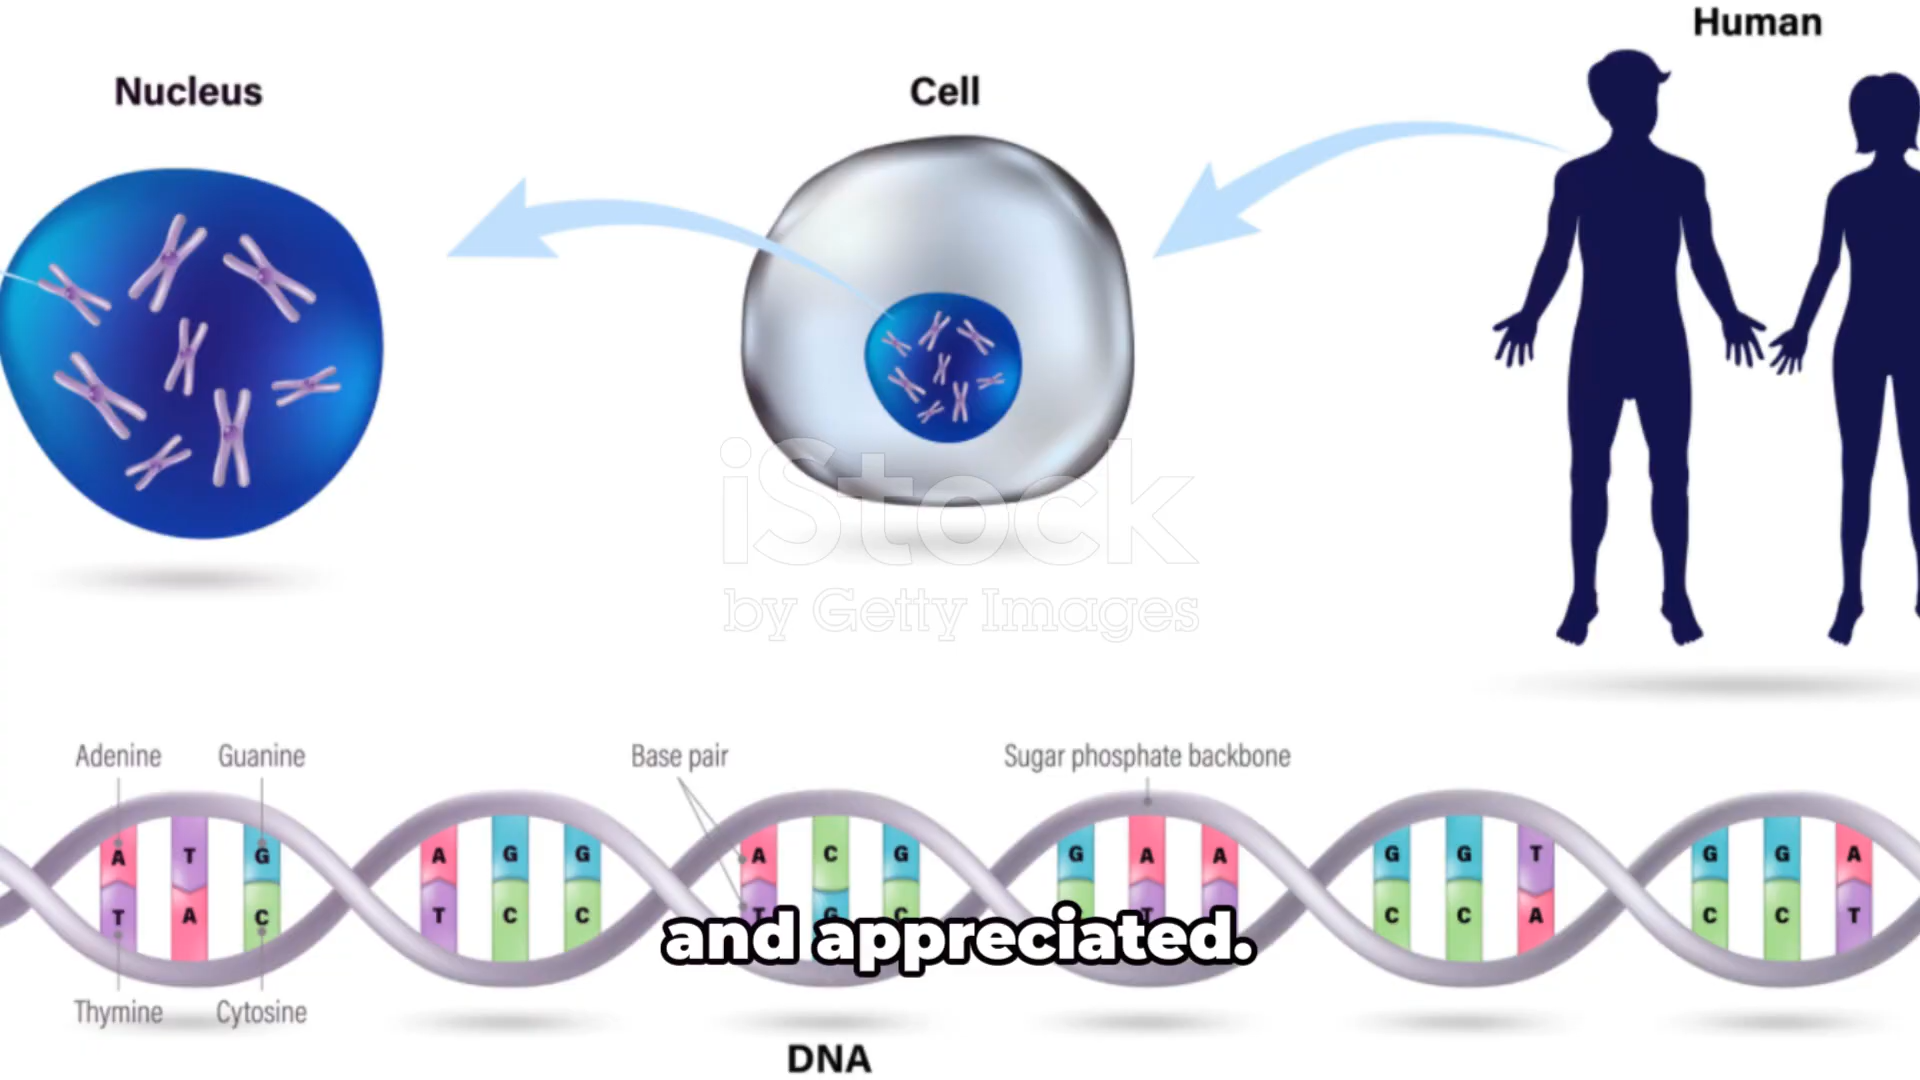 Human
Nucleus
Cell
iStock
by Getty Images
Adenine
Guanine
Base pair
Sugar phosphate backbone
A T G A G G A C G G A A G G T G G A
T A C T C C T G C T C C A C C T
and appreciated.
Thymine
Cytosine
DNA